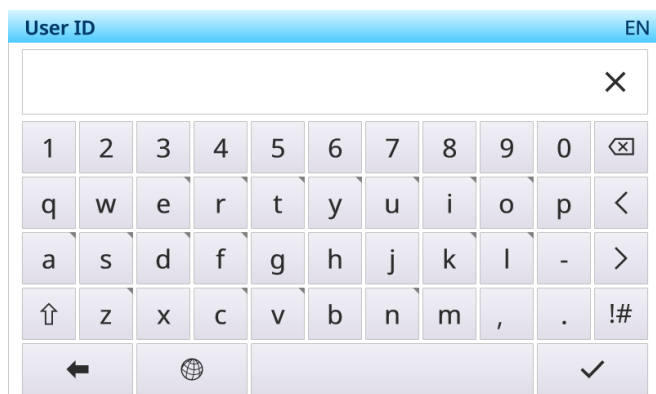 User ID EN
1 2 3 4 5 6 7 8 9 0
q w e r t y u i o p
a s d f g h j k l -
z x c v b n m , . !#